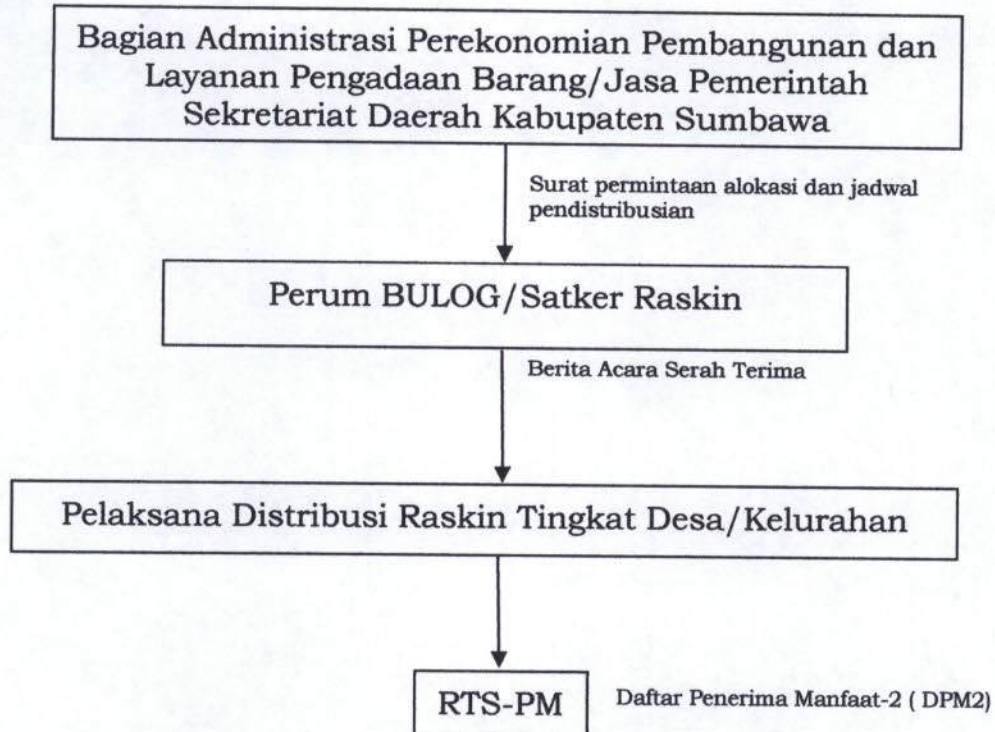 Bagian Administrasi Perekonomian Pembangunan dan
Layanan Pengadaan Barang/Jasa Pemerintah
Sekretariat Daerah Kabupaten Sumbawa
Surat permintaan alokasi dan jadwal
pendistribusian
Perum BULOG/Satker Raskin
Berita Acara Serah Terima
Pelaksana Distribusi Raskin Tingkat Desa/Kelurahan
RTS-PM
Daftar Penerima Manfaat-2 ( DPM2)